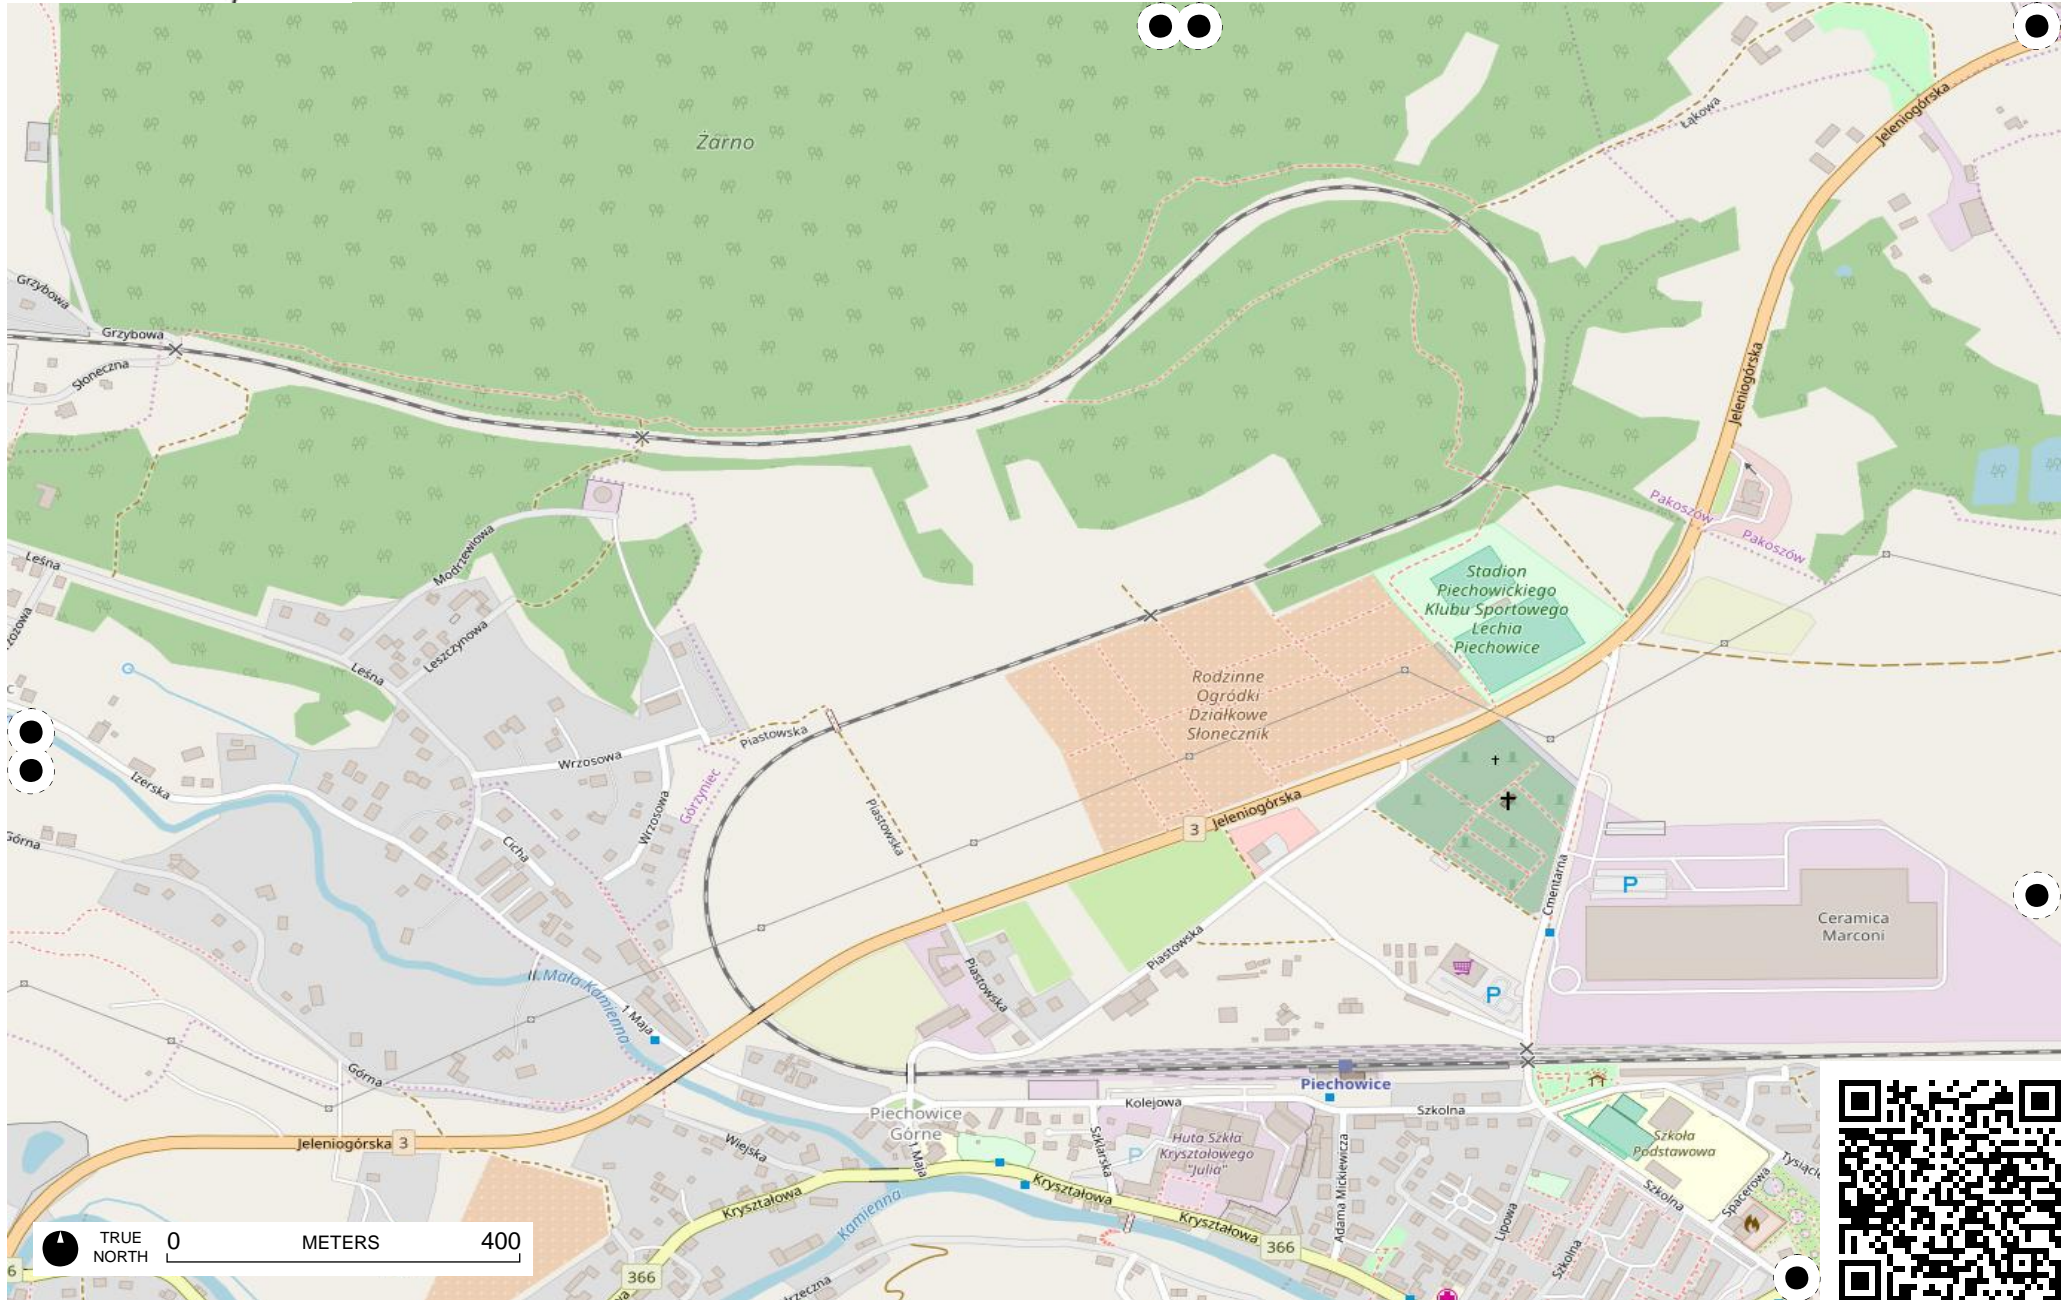 Żarno
Łąkowa
Jeleniogórska
Grzybowa
Grzybowa
Słoneczna
Jeleniogórska
Pakoszów
Pakoszów
Leśna
Modrzewiowa
Leszczynowa
Leśna
Stadion
Piechowickiego
Klubu Sportowego
Lechia
Piechowice
Rodzinne
Ogródki
Działkowe
Słonecznik
Piastowska
Wrzosowa
Izerska
Górzyniec
Wrzosowa
Piastowska
3
Jeleniogórska
Górna
Cicha
Cmentarna
P
Ceramica
Marconi
Piastowska
Piastowska
Mała Kamienna
1 Maja
P
Górna
Piechowice
Kolejowa
Szkolna
Piechowice
Górne
1 Maja
Jeleniogórska
3
Wiejska
Szklarska
P
Huta Szkła
Kryształowego
"Julia"
Adama Mickiewicza
Szkoła
Podstawowa
Kryształowa
Kryształowa
Kryształowa
Kamienna
366
366
Lipowa
Szkolna
Szkolna
Spacerowa
TRUE
NORTH
0 METERS 400
6